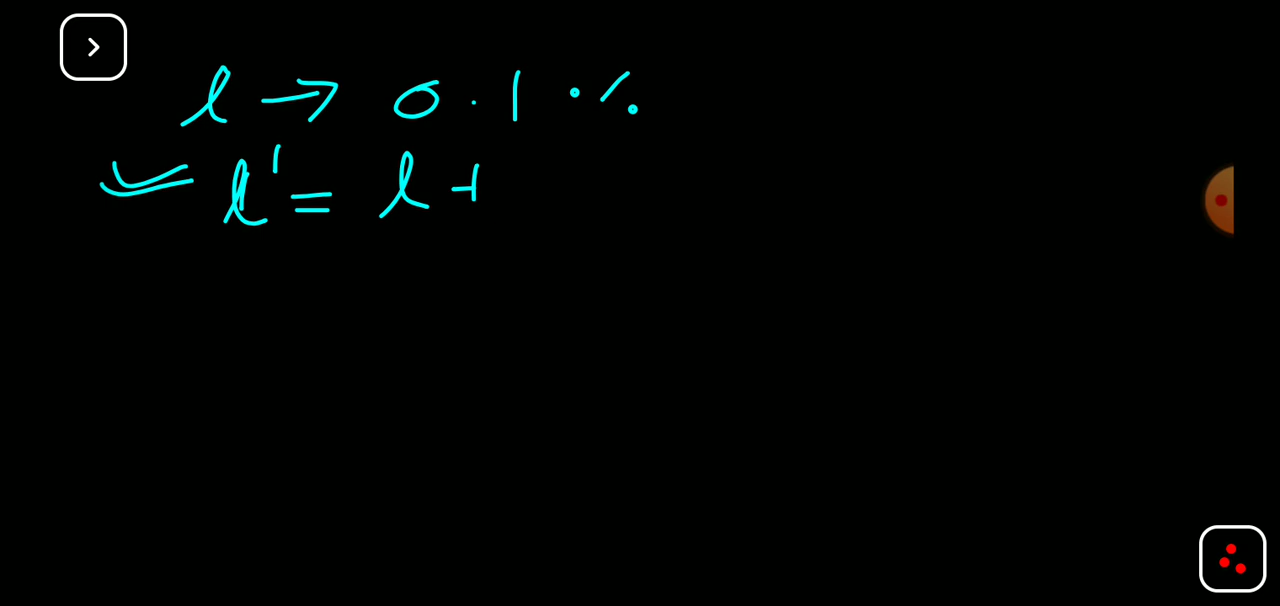 l → 0.1 %
l' = l +